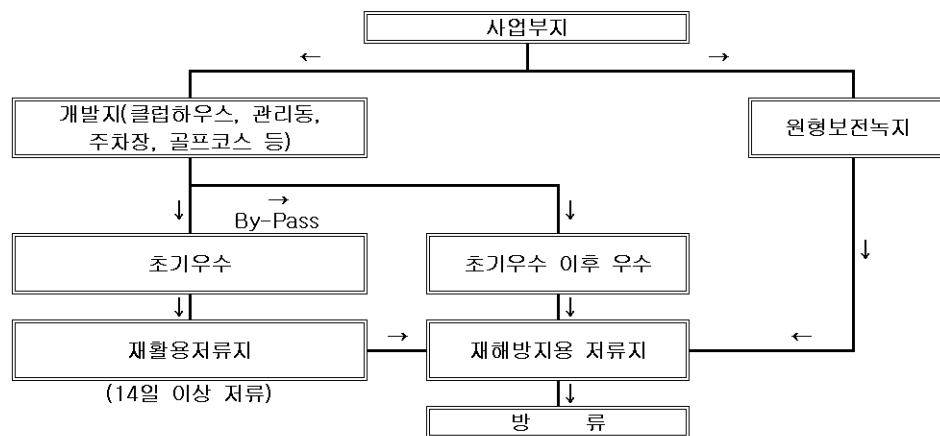 사업부지
← →
개발지(클럽하우스, 관리동,
주차장, 골프코스 등)
원형보전녹지
→
↓ By-Pass ↓
↓
초기우수
초기우수 이후 우수
↓ ↓
재활용저류지
→
재해방지용 저류지
←
(14일 이상 저류)
↓
방 류